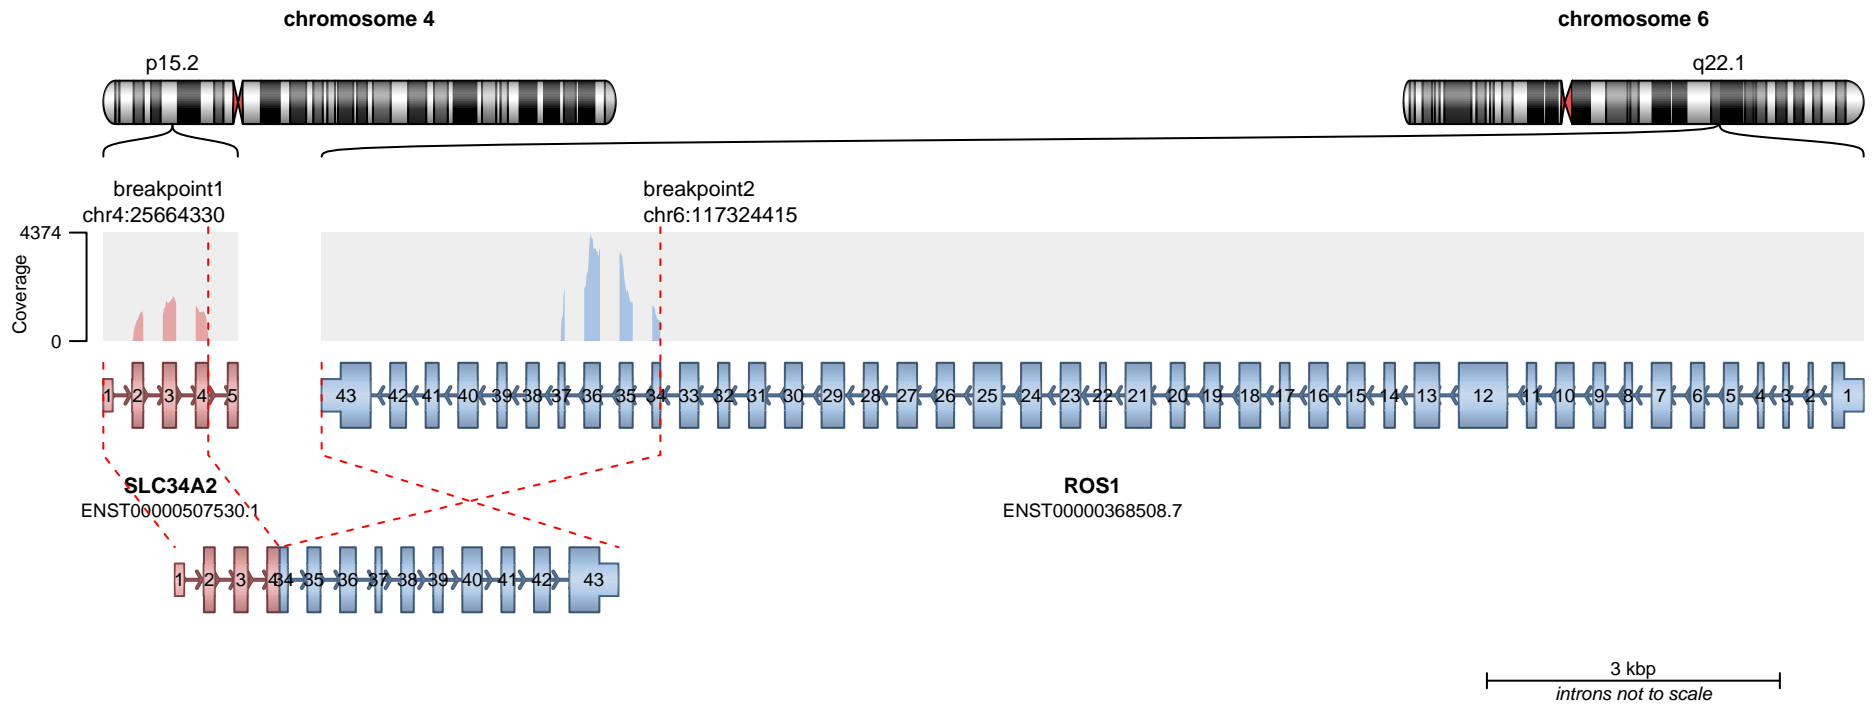 chromosome 4
chromosome 6
p15.2
q22.1
breakpoint1
chr4:25664330
breakpoint2
chr6:117324415
4374
Coverage
0
1 2 3 4 5
43 42 41 40 39 38 37 36 35 34 33 32 31 30 29 28 27 26 25 24 23 22 21 20 19 18 17 16 15 14 13 12 11 10 9 8 7 6 5 4 3 2 1
SLC34A2
ENST00000507530.1
ROS1
ENST00000368508.7
1 2 3 4 34 35 36 37 38 39 40 41 42 43
3 kbp
introns not to scale